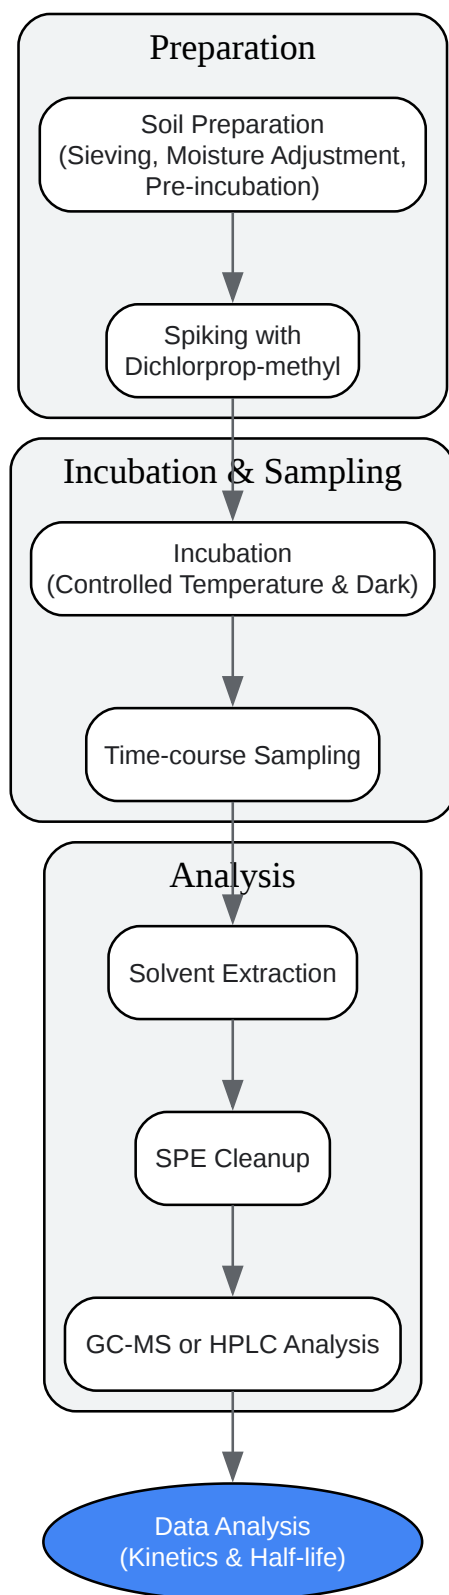 Preparation
Soil Preparation
(Sieving, Moisture Adjustment,
Pre-incubation)
Spiking with
Dichlorprop-methyl
Incubation & Sampling
Incubation
(Controlled Temperature & Dark)
Time-course Sampling
Analysis
Solvent Extraction
SPE Cleanup
GC-MS or HPLC Analysis
Data Analysis
(Kinetics & Half-life)